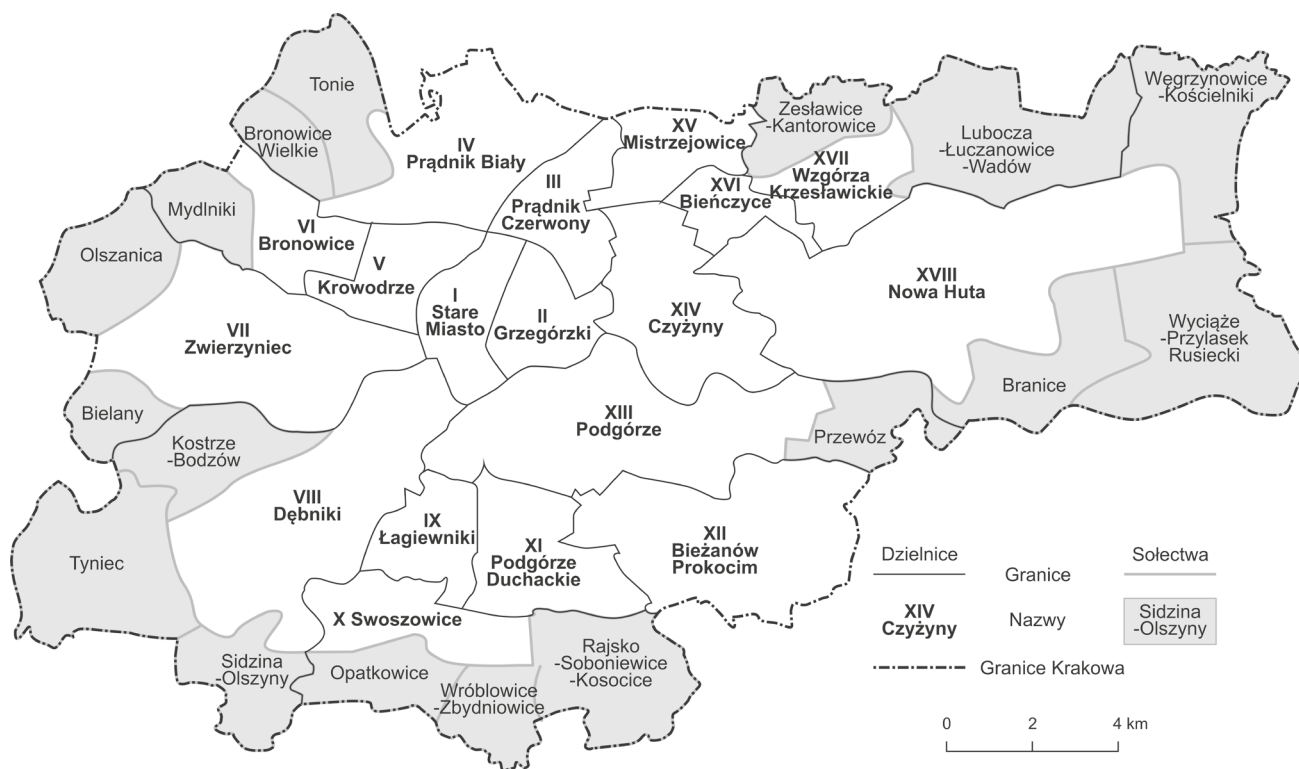 Tonie
Bronowice
Wielkie
Mydlniki
Olszanica
IV
Prądnik Biały
VI
Bronowice
V
Krowodrze
III
Prądnik
Czerwony
XV
Mistrzejowice
Zesławice
-Kantorowice
XVII
Wzgórza
Krzesławickie
XVI
Bieńczyce
Lubocza
-Łuczanowice
-Wadów
Węgrzynowice
-Kościelniki
I
Stare
Miasto
II
Grzegórzki
XIV
Czyżyny
XVIII
Nowa Huta
VII
Zwierzyniec
Wyciąże
-Przylasek
Rusiecki
Branice
Bielany
Kostrze
-Bodzów
XIII
Podgórze
Przewóz
Tyniec
VIII
Dębniki
IX
Łagiewniki
XI
Podgórze
Duchackie
XII
Bieżanów
Prokocim
X Swoszowice
Sidzina
-Olszyny
Opatkowice
Wróblowice
-Zbydniowice
Rajsko
-Soboniewice
-Kosocice
Dzielnice
Sołectwa
Granice
XIV
Czyżyny
Nazwy
Sidzina
-Olszyny
Granice Krakowa
0 2 4 km